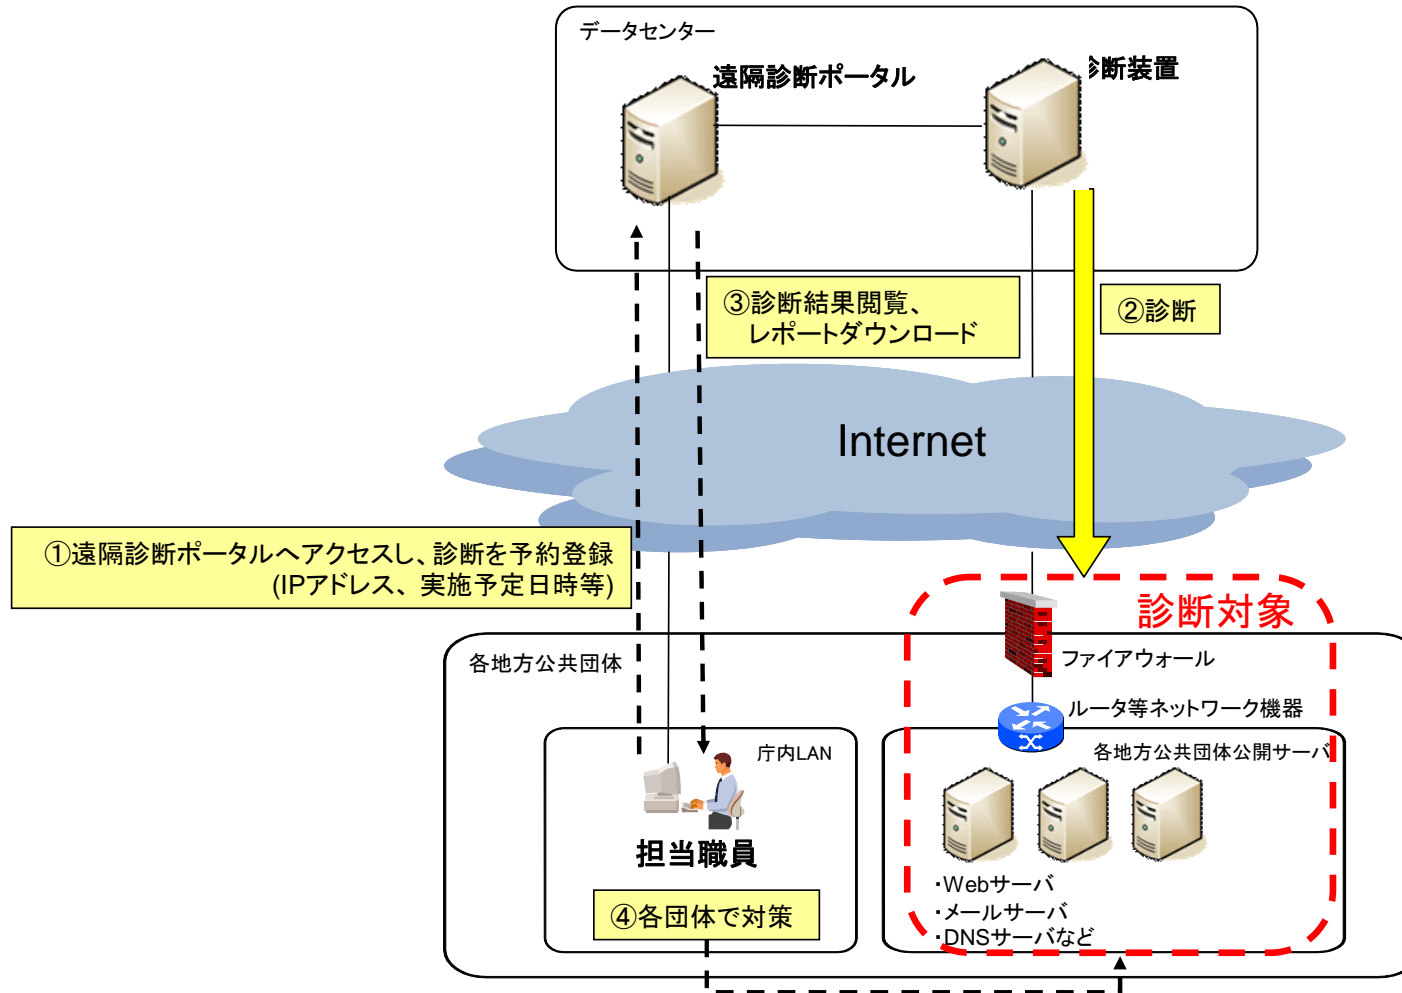 データセンター
遠隔診断ポータル
診断装置
③診断結果閲覧、
レポートダウンロード
②診断
Internet
①遠隔診断ポータルへアクセスし、診断を予約登録
(IPアドレス、実施予定日時等)
診断対象
各地方公共団体
ファイアウォール
ルータ等ネットワーク機器
庁内LAN
各地方公共団体公開サーバ
担当職員
④各団体で対策
・Webサーバ
・メールサーバ
・DNSサーバなど